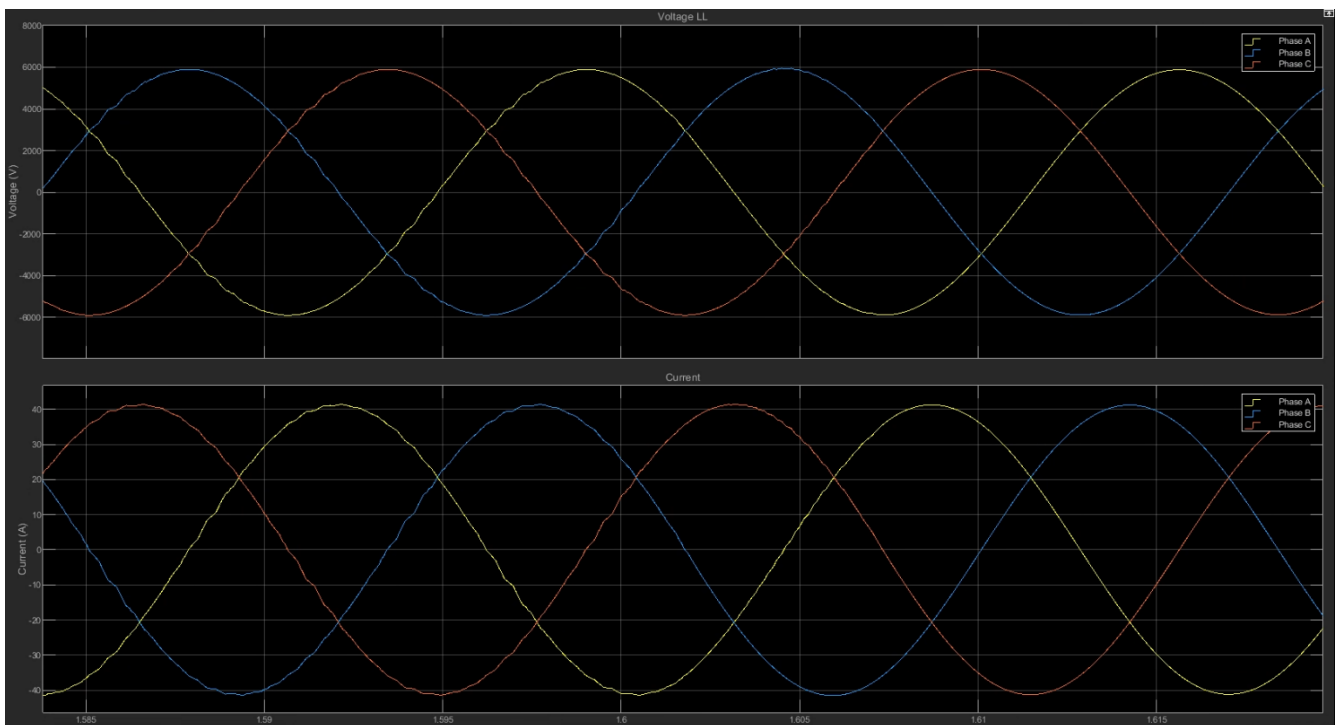 Voltage LL
8000
6000
4000
2000
0
-2000
-4000
-6000
Voltage (V)
Phase A
Phase B
Phase C
Current
40
30
20
10
0
-10
-20
-30
-40
Current (A)
Phase A
Phase B
Phase C
1.585
1.59
1.595
1.6
1.605
1.61
1.615